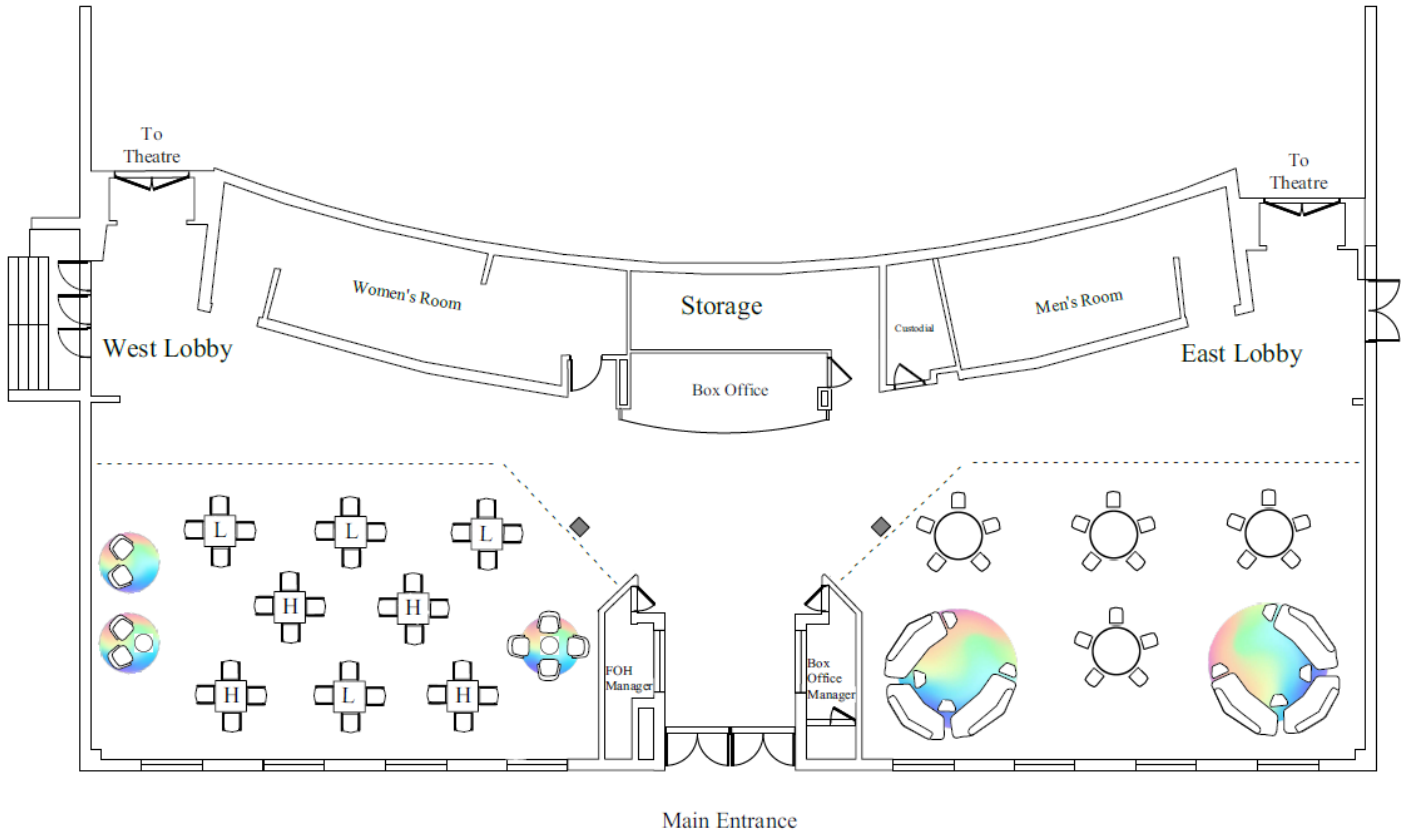 To
Theatre
To
Theatre
Women's Room
Storage
Men's Room
Custodial
West Lobby
East Lobby
Box Office
L
L
L
H
H
FOH
Manager
Box
Office
Manager
H
L
H
Main Entrance